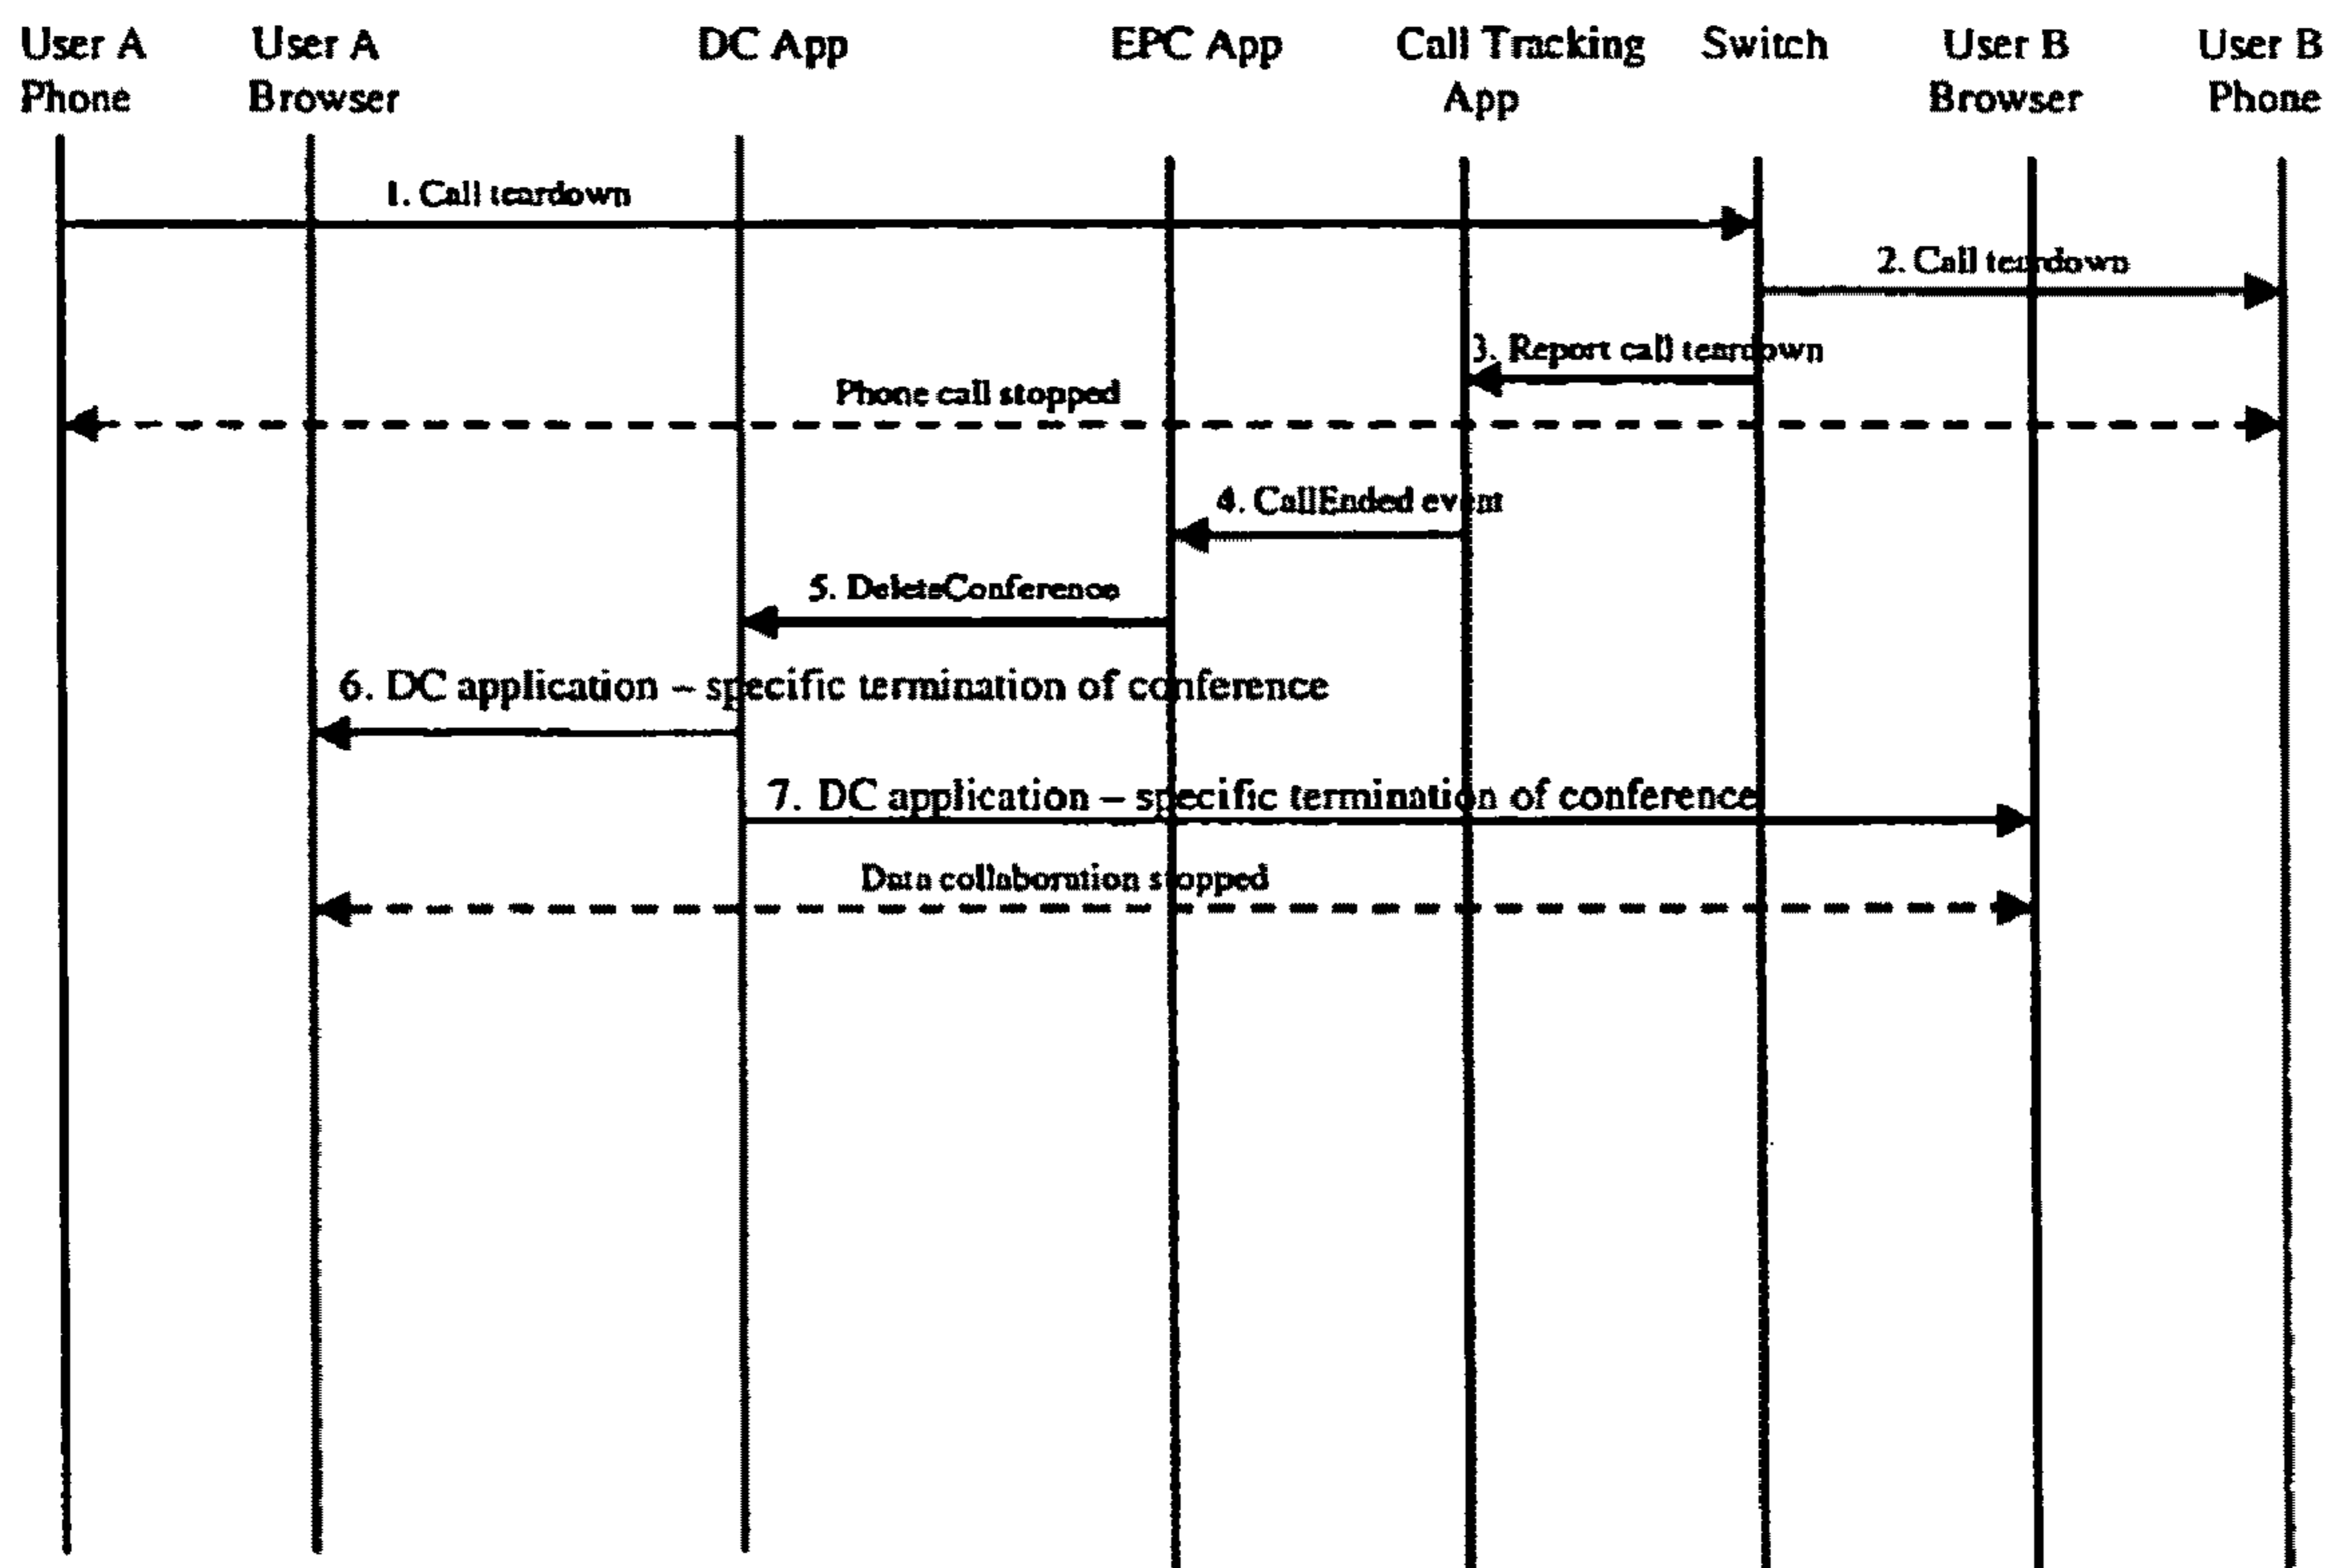 User A Phone
User A Browser
DC App
EPC App
Call Tracking App
Switch
User B Browser
User B Phone
1. Call teardown
2. Call teardown
3. Report call teardown
Phone call stopped
4. CallEnded event
5. DeleteConference
6. DC application – specific termination of conference
7. DC application – specific termination of conference
Data collaboration stopped